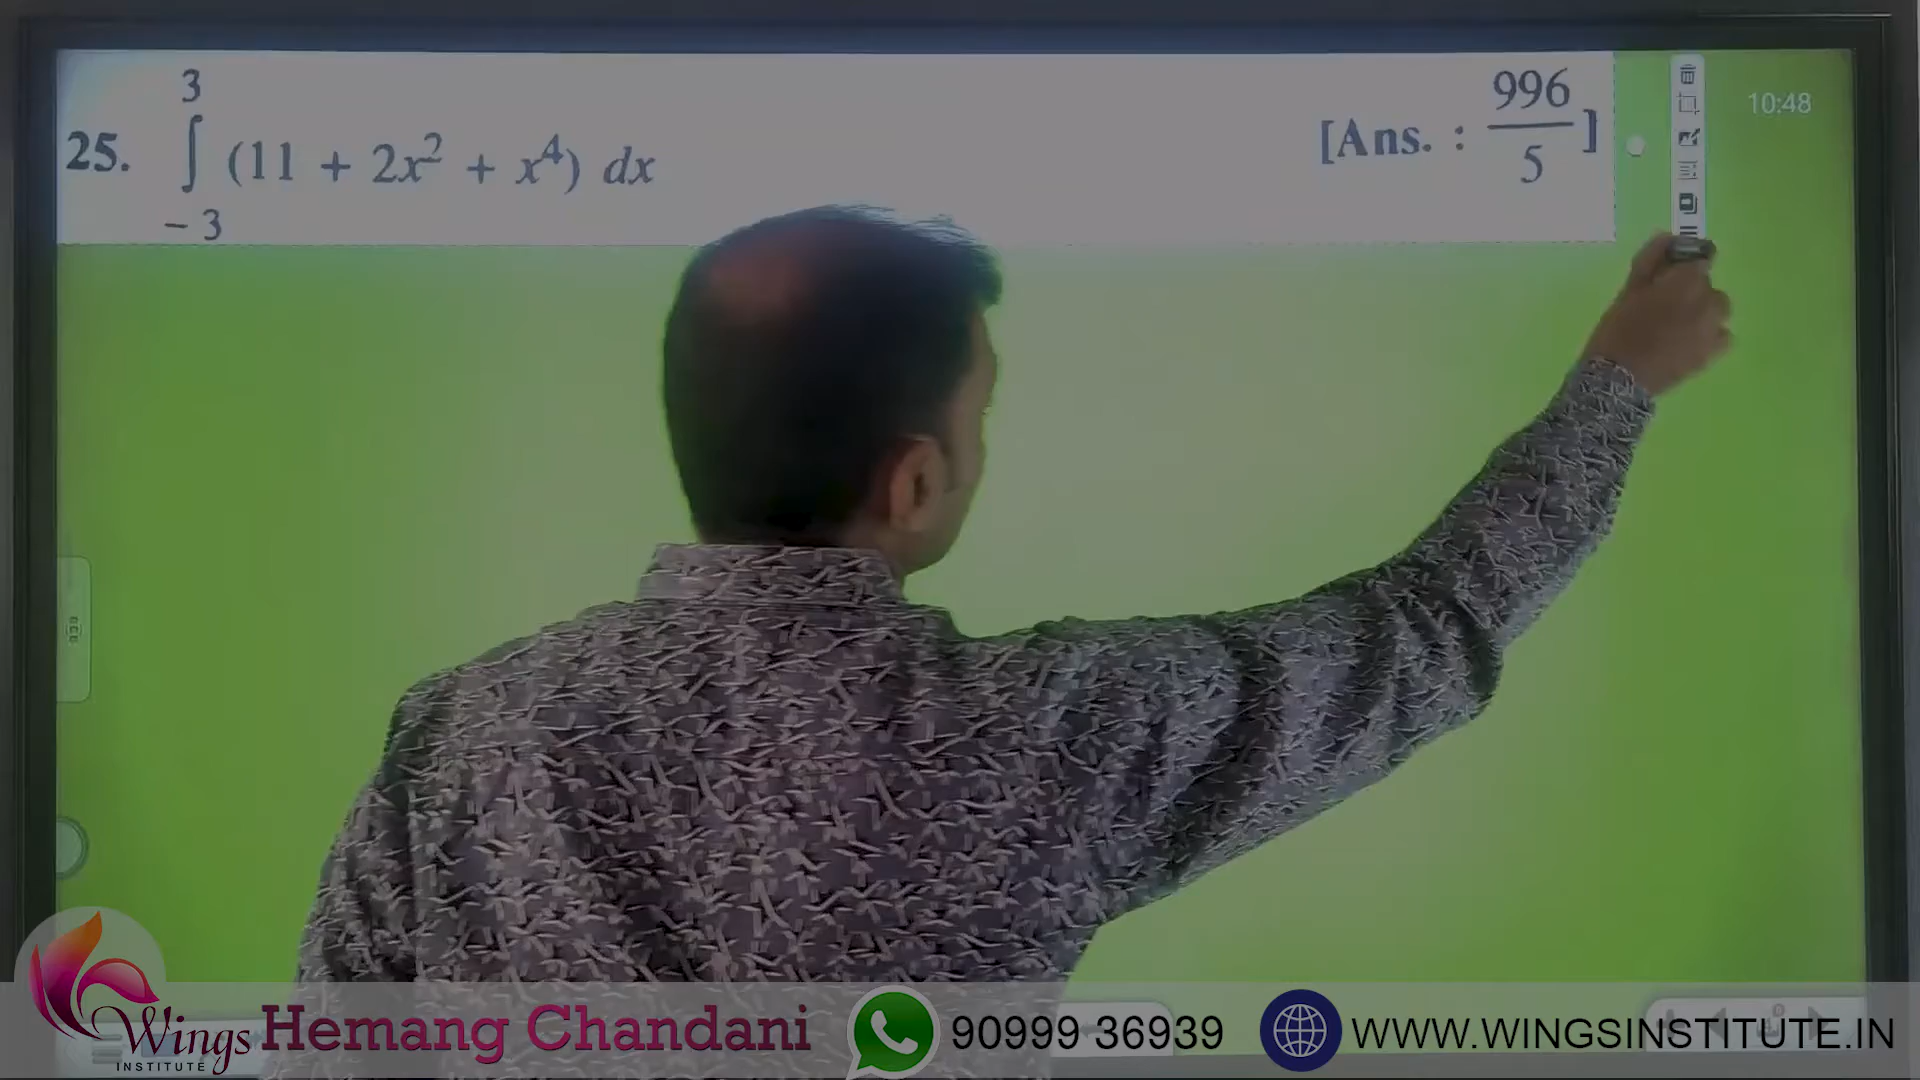 25. ∫_{-3}^{3} (11 + 2x² + x⁴) dx [Ans. : 996/5]
10:48
Wings
INSTITUTE
Hemang Chandani
90999 36939
WWW.WINGSINSTITUTE.IN